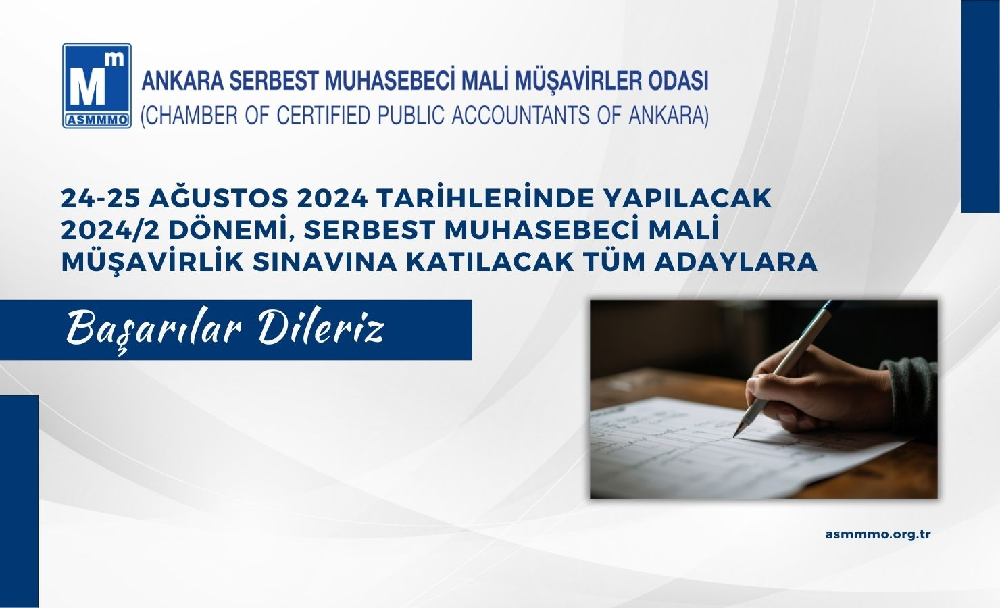 Mm
ASMMMO
ANKARA SERBEST MUHASEBECİ MALİ MÜŞAVİRLER ODASI
(CHAMBER OF CERTIFIED PUBLIC ACCOUNTANTS OF ANKARA)
24-25 AĞUSTOS 2024 TARİHLERİNDE YAPILACAK
2024/2 DÖNEMİ, SERBEST MUHASEBECİ MALİ
MÜŞAVİRLİK SINAVINA KATILACAK TÜM ADAYLARA
Başarılar Dileriz
asmmmo.org.tr